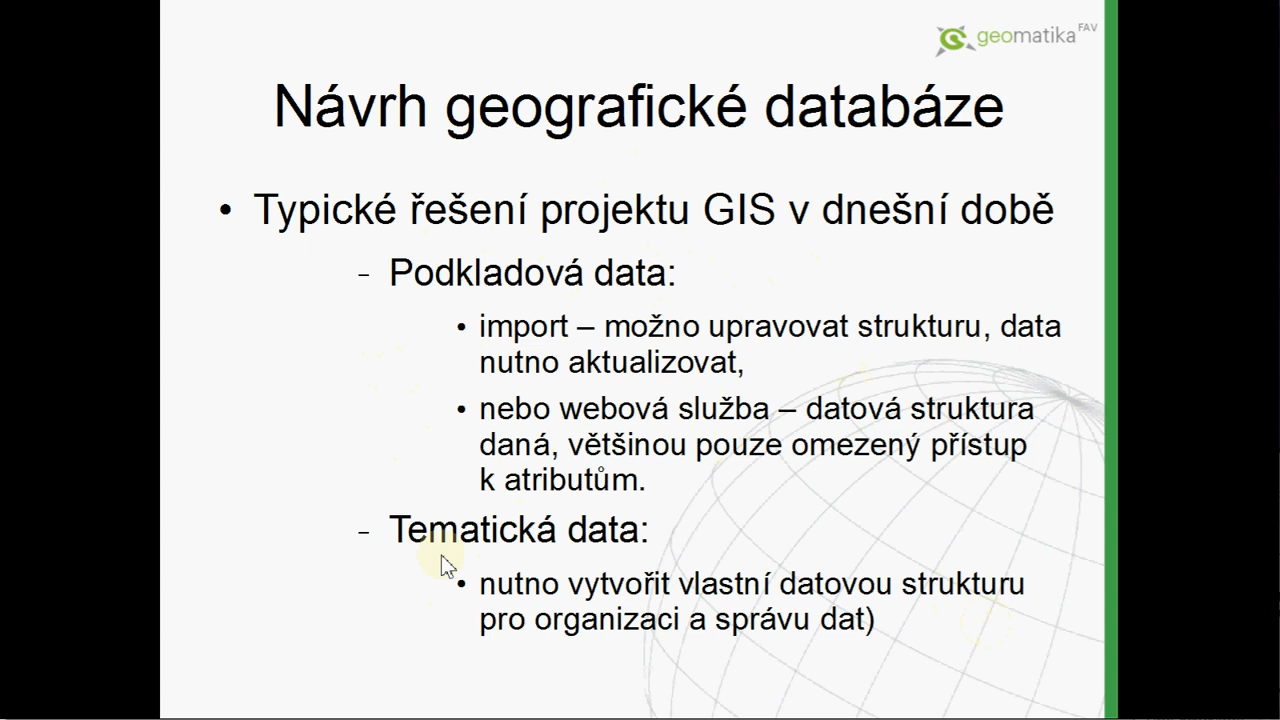 geomatika FAV
Návrh geografické databáze
• Typické řešení projektu GIS v dnešní době
– Podkladová data:
• import – možno upravovat strukturu, data
nutno aktualizovat,
• nebo webová služba – datová struktura
daná, většinou pouze omezený přístup
k atributům.
– Tematická data:
• nutno vytvořit vlastní datovou strukturu
pro organizaci a správu dat)